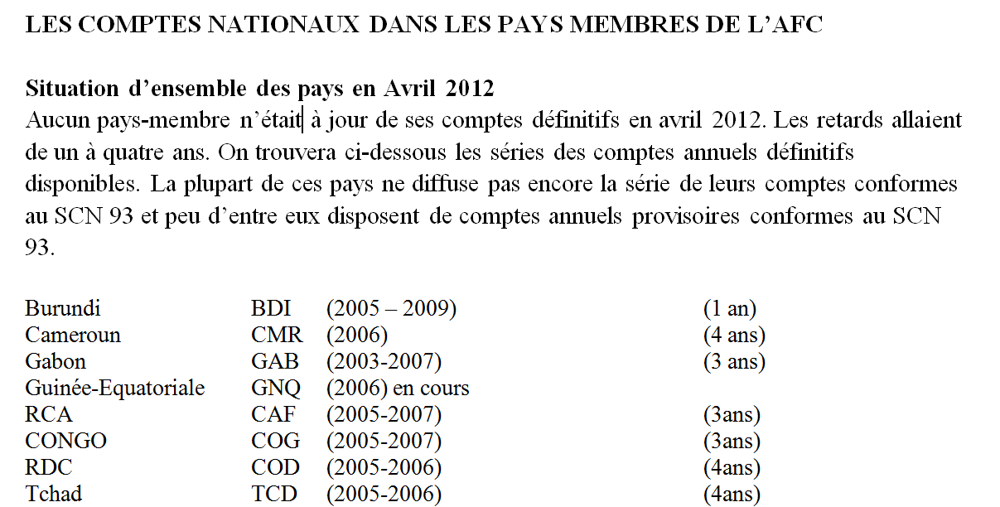 LES COMPTES NATIONAUX DANS LES PAYS MEMBRES DE L’AFC
Situation d’ensemble des pays en Avril 2012
Aucun pays-membre n’était à jour de ses comptes définitifs en avril 2012. Les retards allaient
de un à quatre ans. On trouvera ci-dessous les séries des comptes annuels définitifs
disponibles. La plupart de ces pays ne diffuse pas encore la série de leurs comptes conformes
au SCN 93 et peu d’entre eux disposent de comptes annuels provisoires conformes au SCN
93.
Burundi BDI (2005 – 2009) (1 an)
Cameroun CMR (2006) (4 ans)
Gabon GAB (2003-2007) (3 ans)
Guinée-Equatoriale GNQ (2006) en cours
RCA CAF (2005-2007) (3ans)
CONGO COG (2005-2007) (3ans)
RDC COD (2005-2006) (4ans)
Tchad TCD (2005-2006) (4ans)